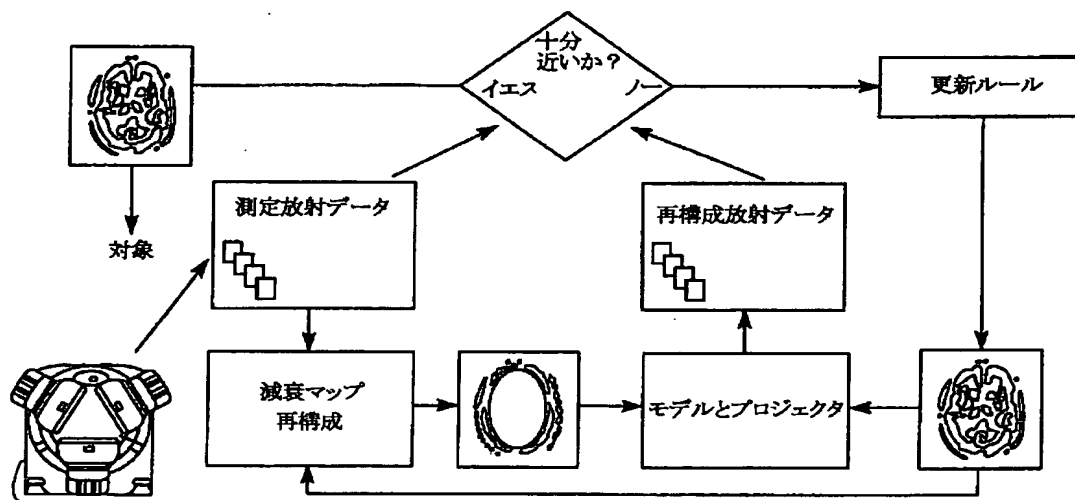 十分
近いか？
イエス
ノー
更新ルール
測定放射データ
再構成放射データ
対象
減衰マップ
再構成
モデルとプロジェクタ